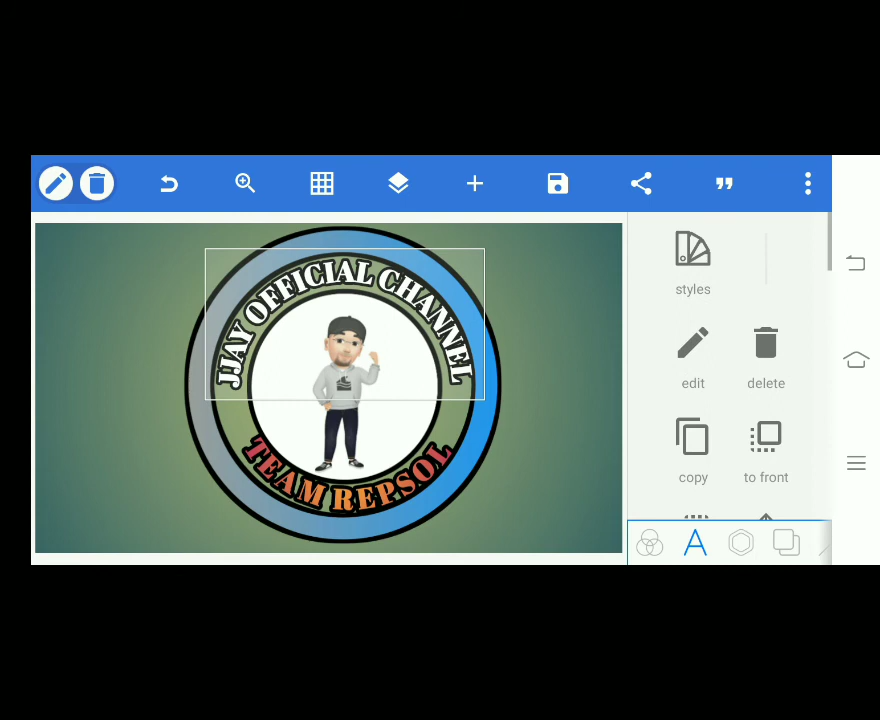 JJAY OFFICIAL CHANNEL
TEAM REPSOL
styles
edit
delete
copy
to front